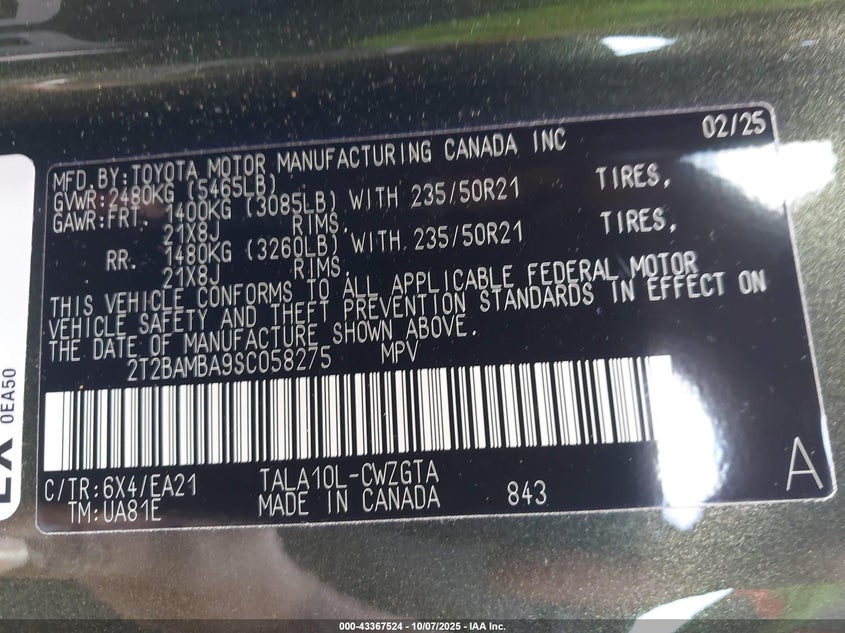 02/25
MFD.BY:TOYOTA MOTOR MANUFACTURING CANADA INC
GVWR:2480KG (5465LB)
GAWR:FRT. 1400KG (3085LB) WITH 235/50R21 TIRES,
21X8J RIMS,
RR. 1480KG (3260LB) WITH 235/50R21 TIRES,
21X8J RIMS,
THIS VEHICLE CONFORMS TO ALL APPLICABLE FEDERAL MOTOR
VEHICLE SAFETY AND THEFT PREVENTION STANDARDS IN EFFECT ON
THE DATE OF MANUFACTURE SHOWN ABOVE.
2T2BAMBA9SC058275 MPV
C/TR:6X4/EA21 TALA10L-CWZGTA
TM:UA81E MADE IN CANADA 843
A
0EA50
000-43367524 - 10/07/2025 - IAA Inc.